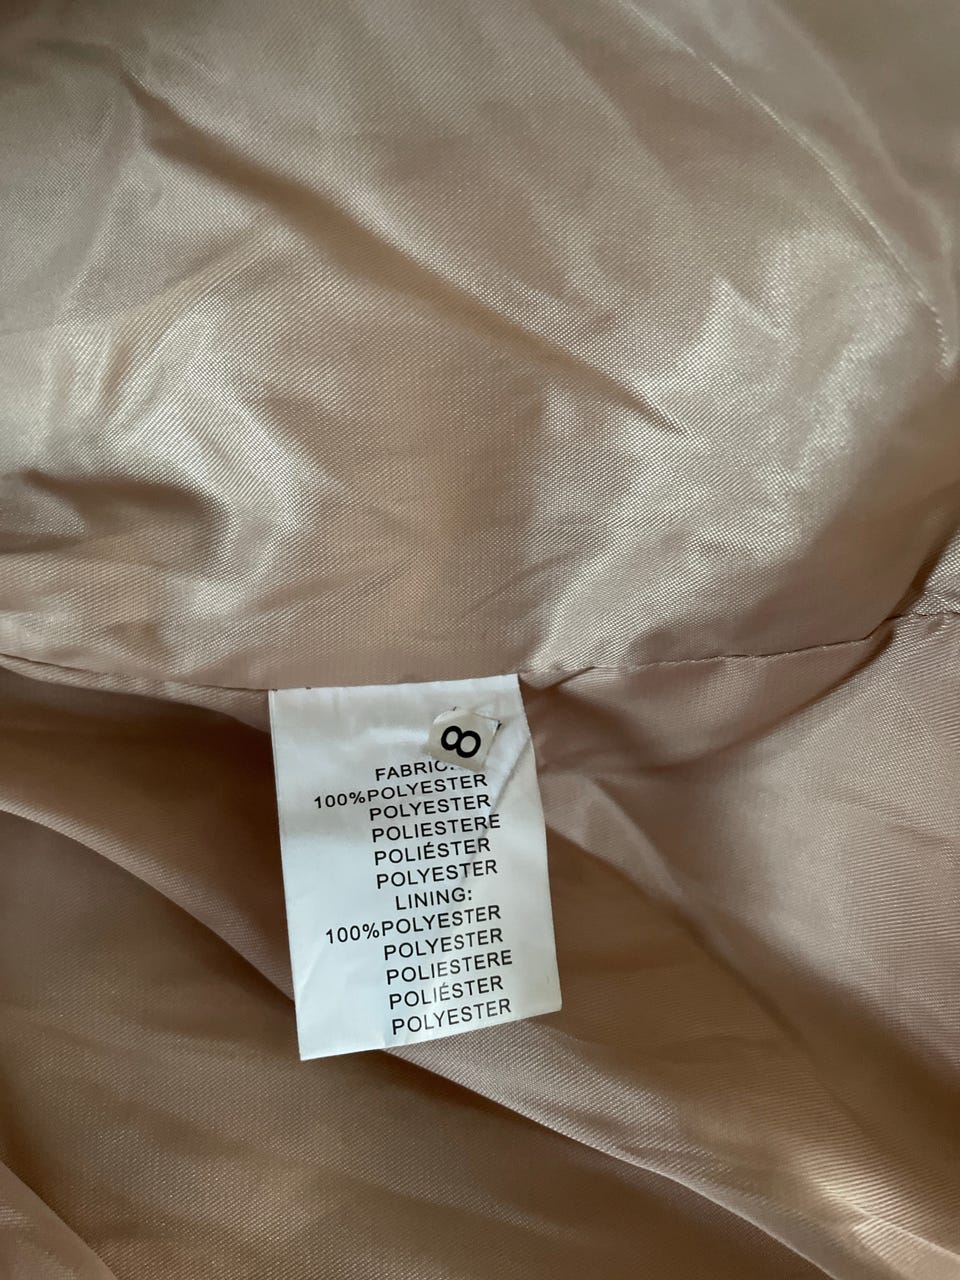 8
FABRIC:
100%POLYESTER
POLYESTER
POLIESTERE
POLIÉSTER
POLYESTER
LINING:
100%POLYESTER
POLYESTER
POLIESTERE
POLIÉSTER
POLYESTER